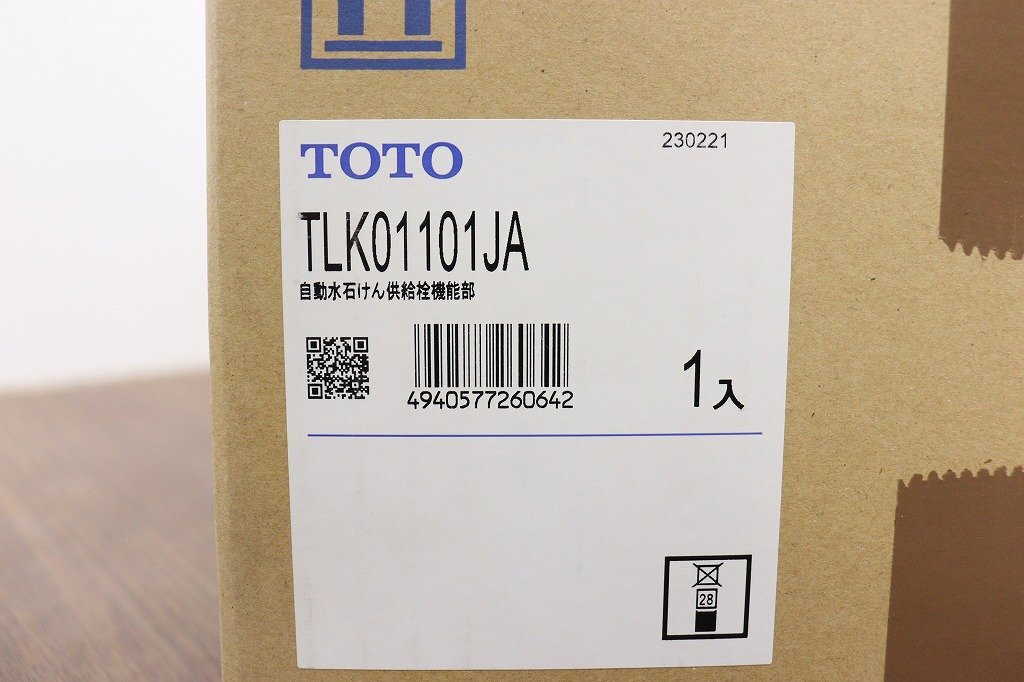 TOTO
230221
TLK01101JA
自動水石けん供給栓機能部
4940577260642
1入
28